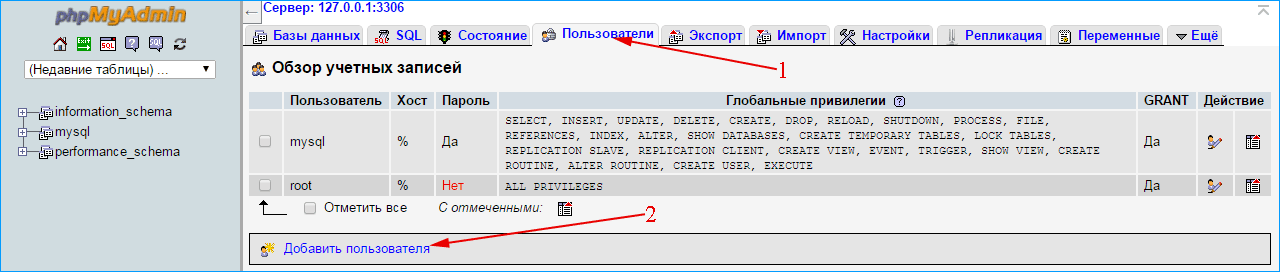 phpMyAdmin
(Недавние таблицы) ...
information_schema
mysql
performance_schema
Сервер: 127.0.0.1:3306
Базы данных SQL Состояние Пользователи Экспорт Импорт Настройки Репликация Переменные Ещё
1
Обзор учетных записей
Пользователь Хост Пароль Глобальные привилегии GRANT Действие
mysql % Да SELECT, INSERT, UPDATE, DELETE, CREATE, DROP, RELOAD, SHUTDOWN, PROCESS, FILE,
REFERENCES, INDEX, ALTER, SHOW DATABASES, CREATE TEMPORARY TABLES, LOCK TABLES,
REPLICATION SLAVE, REPLICATION CLIENT, CREATE VIEW, EVENT, TRIGGER, SHOW VIEW, CREATE
ROUTINE, ALTER ROUTINE, CREATE USER, EXECUTE Да
root % Нет ALL PRIVILEGES Да
Отметить все С отмеченными:
2
Добавить пользователя